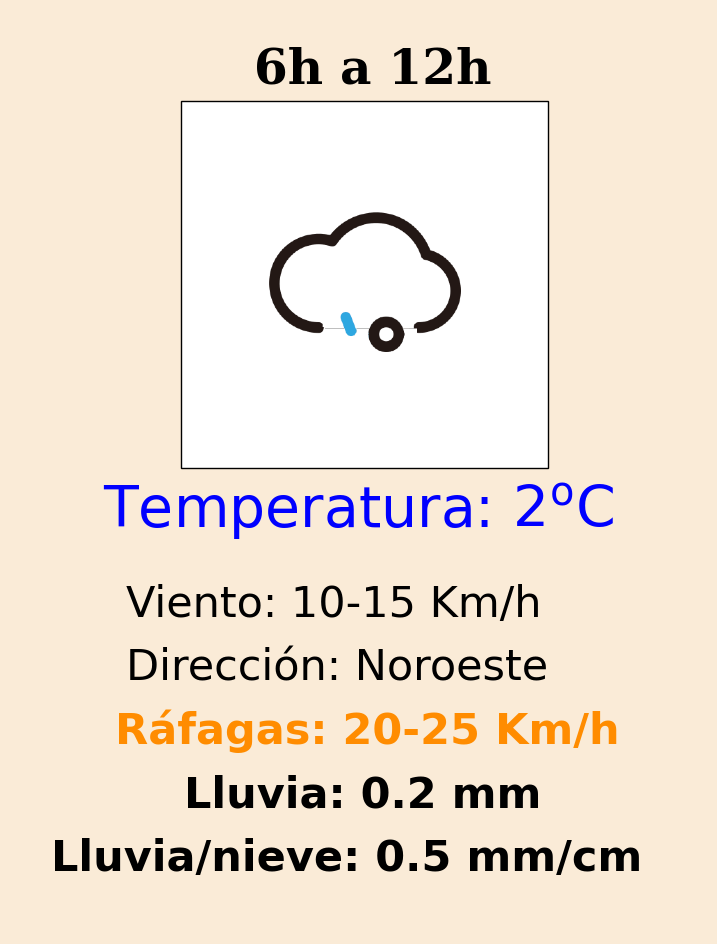 6h a 12h
Temperatura: 2ºC
Viento: 10-15 Km/h
Dirección: Noroeste
Ráfagas: 20-25 Km/h
Lluvia: 0.2 mm
Lluvia/nieve: 0.5 mm/cm